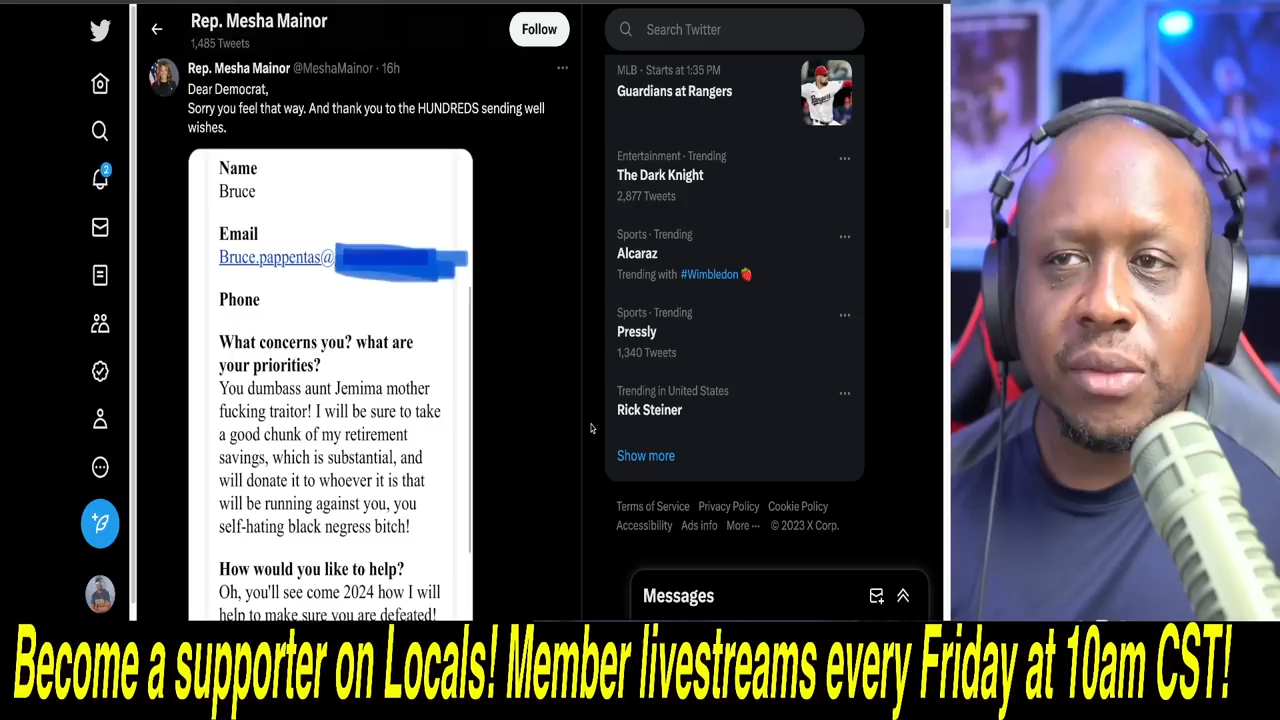 Rep. Mesha Mainor
1,485 Tweets
Follow
Rep. Mesha Mainor @MeshaMainor · 16h
Dear Democrat,
Sorry you feel that way. And thank you to the HUNDREDS sending well
wishes.
Name
Bruce
Email
Bruce.pappentas@
Phone
What concerns you? what are
your priorities?
You dumbass aunt Jemima mother
fucking traitor! I will be sure to take
a good chunk of my retirement
savings, which is substantial, and
will donate it to whoever it is that
will be running against you, you
self-hating black negress bitch!
How would you like to help?
Oh, you'll see come 2024 how I will
help to make sure you are defeated!
2
Search Twitter
MLB · Starts at 1:35 PM
Guardians at Rangers
Entertainment · Trending
The Dark Knight
2,877 Tweets
Sports · Trending
Alcaraz
Trending with #Wimbledon
Sports · Trending
Pressly
1,340 Tweets
Trending in United States
Rick Steiner
Show more
Terms of Service Privacy Policy Cookie Policy
Accessibility Ads info More ··· © 2023 X Corp.
Messages
Become a supporter on Locals! Member livestreams every Friday at 10am CST!